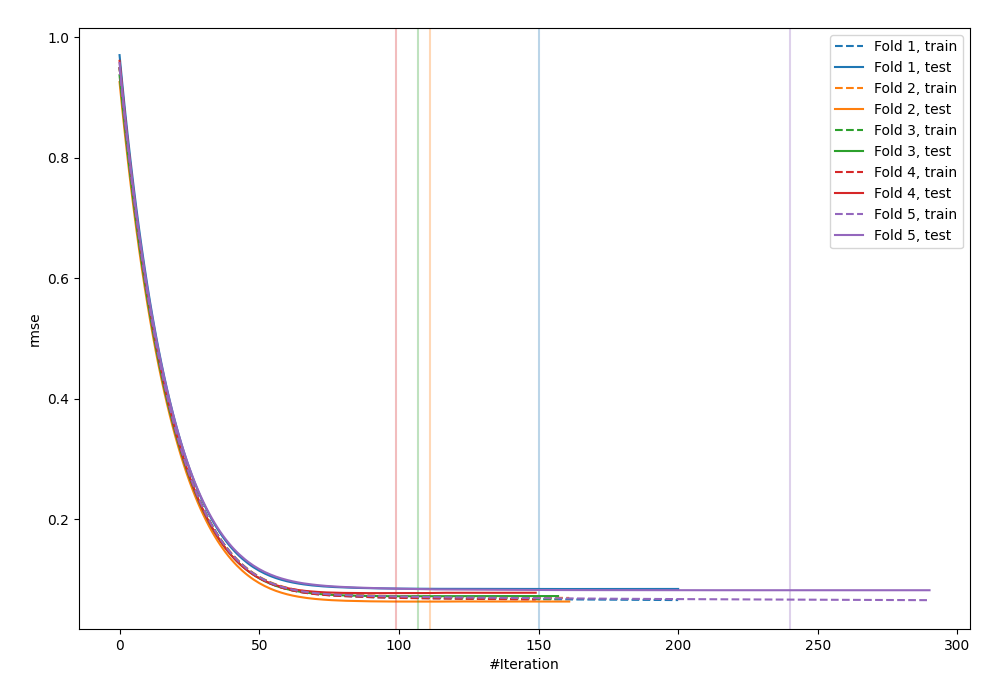 1.0
0.8
0.6
0.4
0.2
rmse
0
50
100
150
200
250
300
#Iteration
Fold 1, train
Fold 1, test
Fold 2, train
Fold 2, test
Fold 3, train
Fold 3, test
Fold 4, train
Fold 4, test
Fold 5, train
Fold 5, test